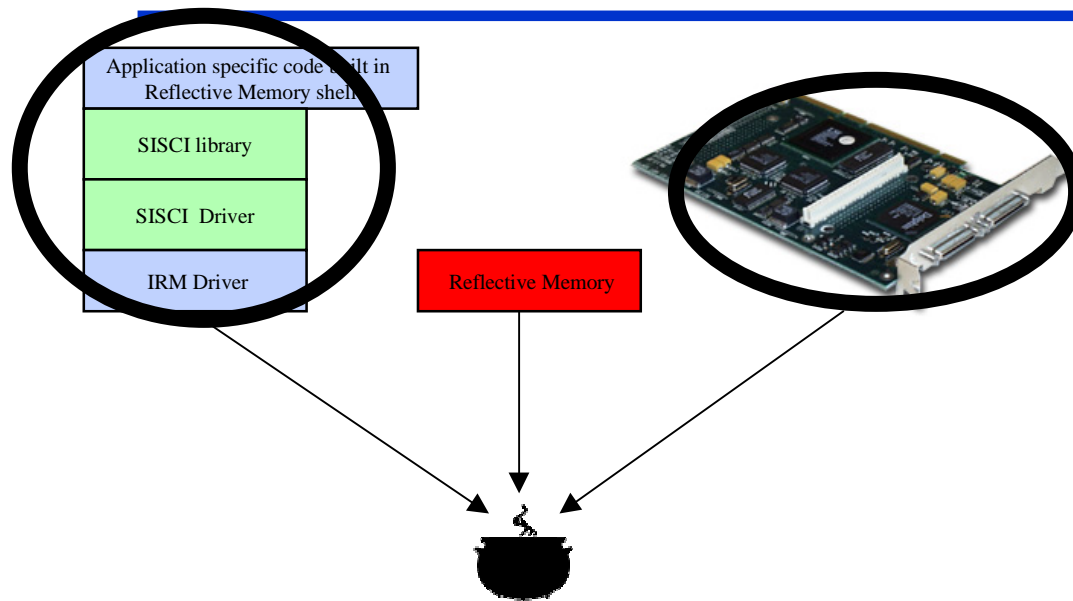 Application specific code built in
Reflective Memory shell
SISCI library
SISCI Driver
IRM Driver
Reflective Memory